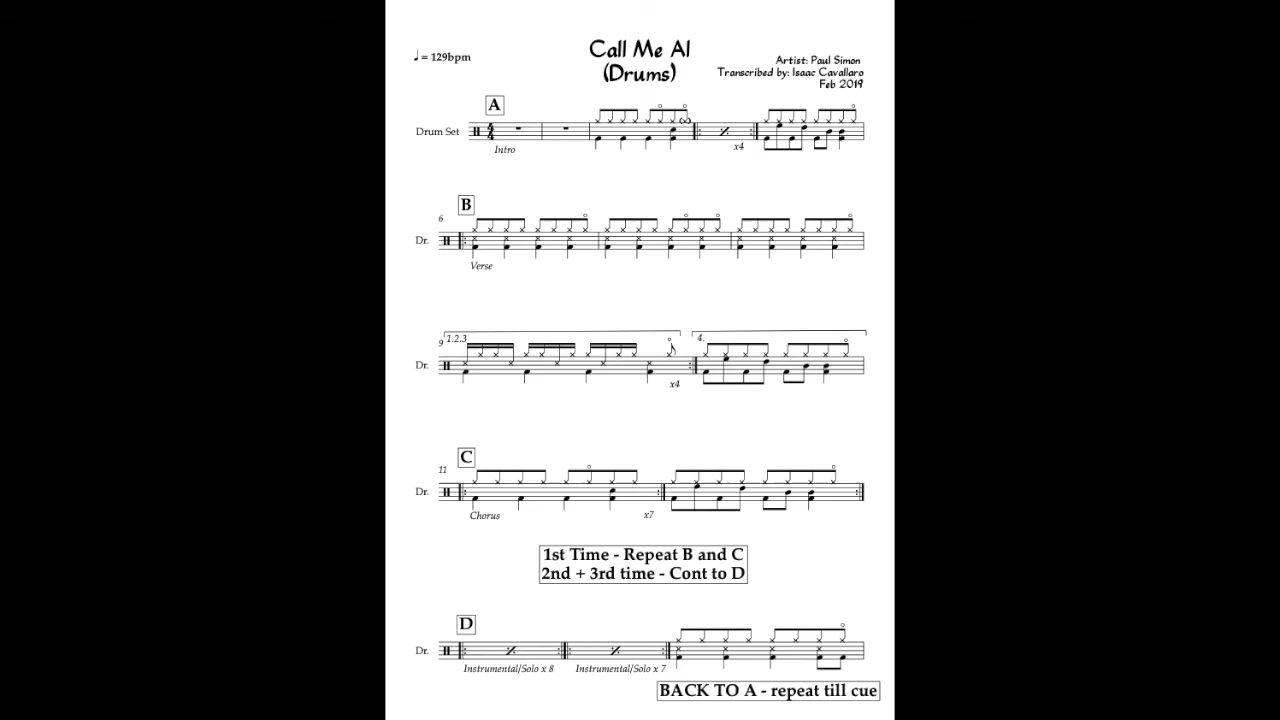 Call Me Al
(Drums)
♩ = 129bpm
Artist: Paul Simon
Transcribed by: Isaac Cavallaro
Feb 2019
A
Drum Set
4
4
Intro
x4
B
6
Dr.
Verse
9
1.2.3
4.
Dr.
x4
C
11
Dr.
Chorus
x7
1st Time - Repeat B and C
2nd + 3rd time - Cont to D
D
Dr.
Instrumental/Solo x 8
Instrumental/Solo x 7
BACK TO A - repeat till cue